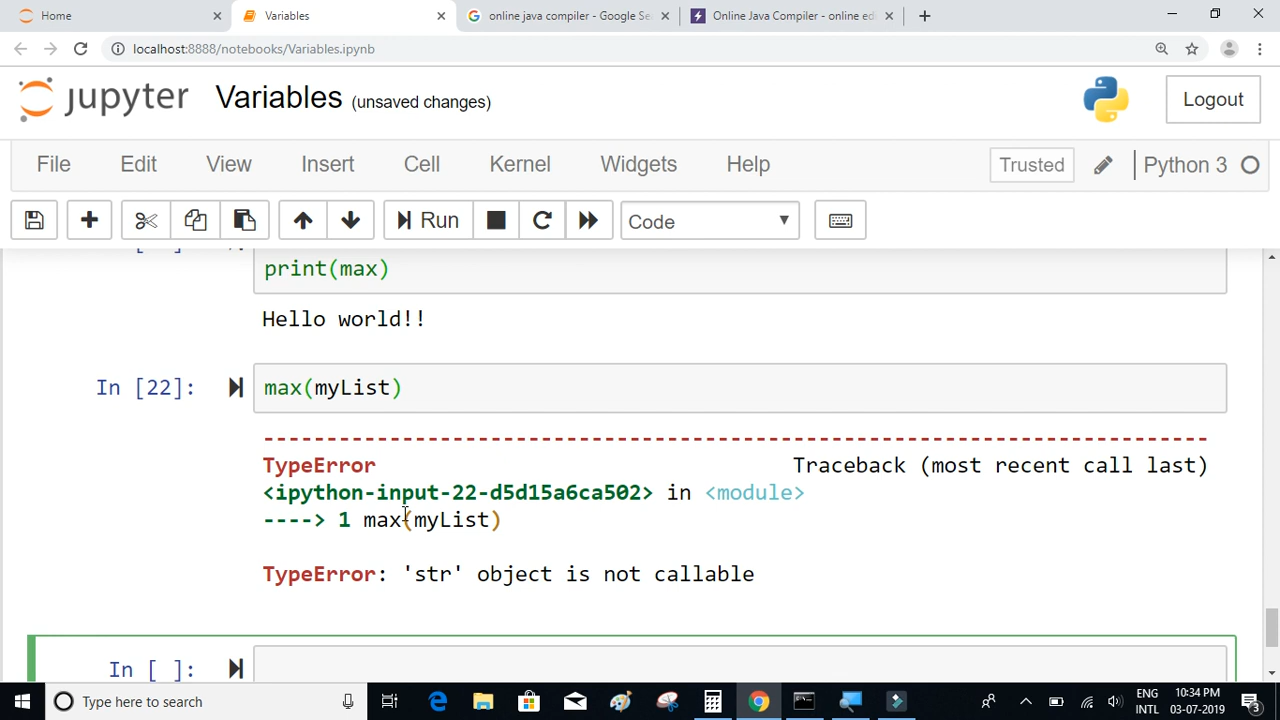 Home
Variables
online java compiler - Google Se
Online Java Compiler - online edi
localhost:8888/notebooks/Variables.ipynb
jupyter Variables (unsaved changes)
Logout
File Edit View Insert Cell Kernel Widgets Help
Trusted
Python 3
Run
Code
print(max)
Hello world!!
In [22]: max(myList)
---------------------------------------------------------------------------
TypeError Traceback (most recent call last)
<ipython-input-22-d5d15a6ca502> in <module>
----> 1 max(myList)
TypeError: 'str' object is not callable
In [ ]:
Type here to search
ENG
INTL
10:34 PM
03-07-2019
3